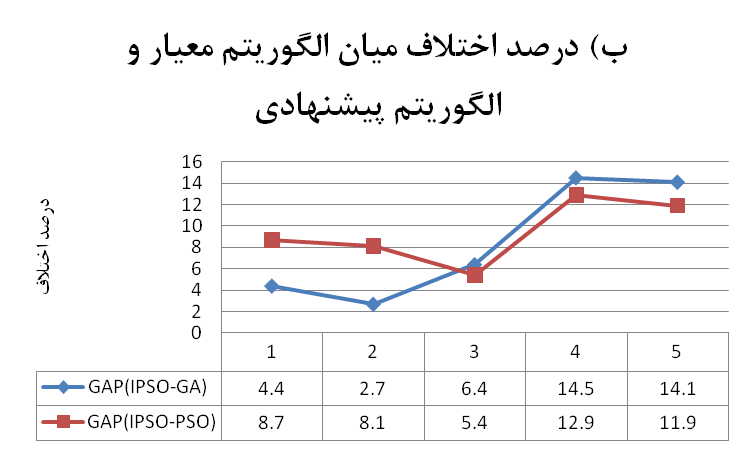 ب) درصد اختلاف میان الگوریتم معیار و
الگوریتم پیشنهادی
درصد اختلاف
16
14
12
10
8
6
4
2
0
1 2 3 4 5
GAP(IPSO-GA) 4.4 2.7 6.4 14.5 14.1
GAP(IPSO-PSO) 8.7 8.1 5.4 12.9 11.9